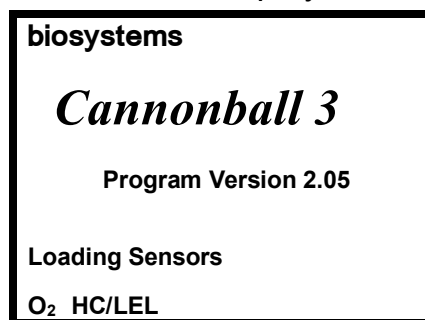 biosystems
Cannonball 3
Program Version 2.05
Loading Sensors
O₂ HC/LEL